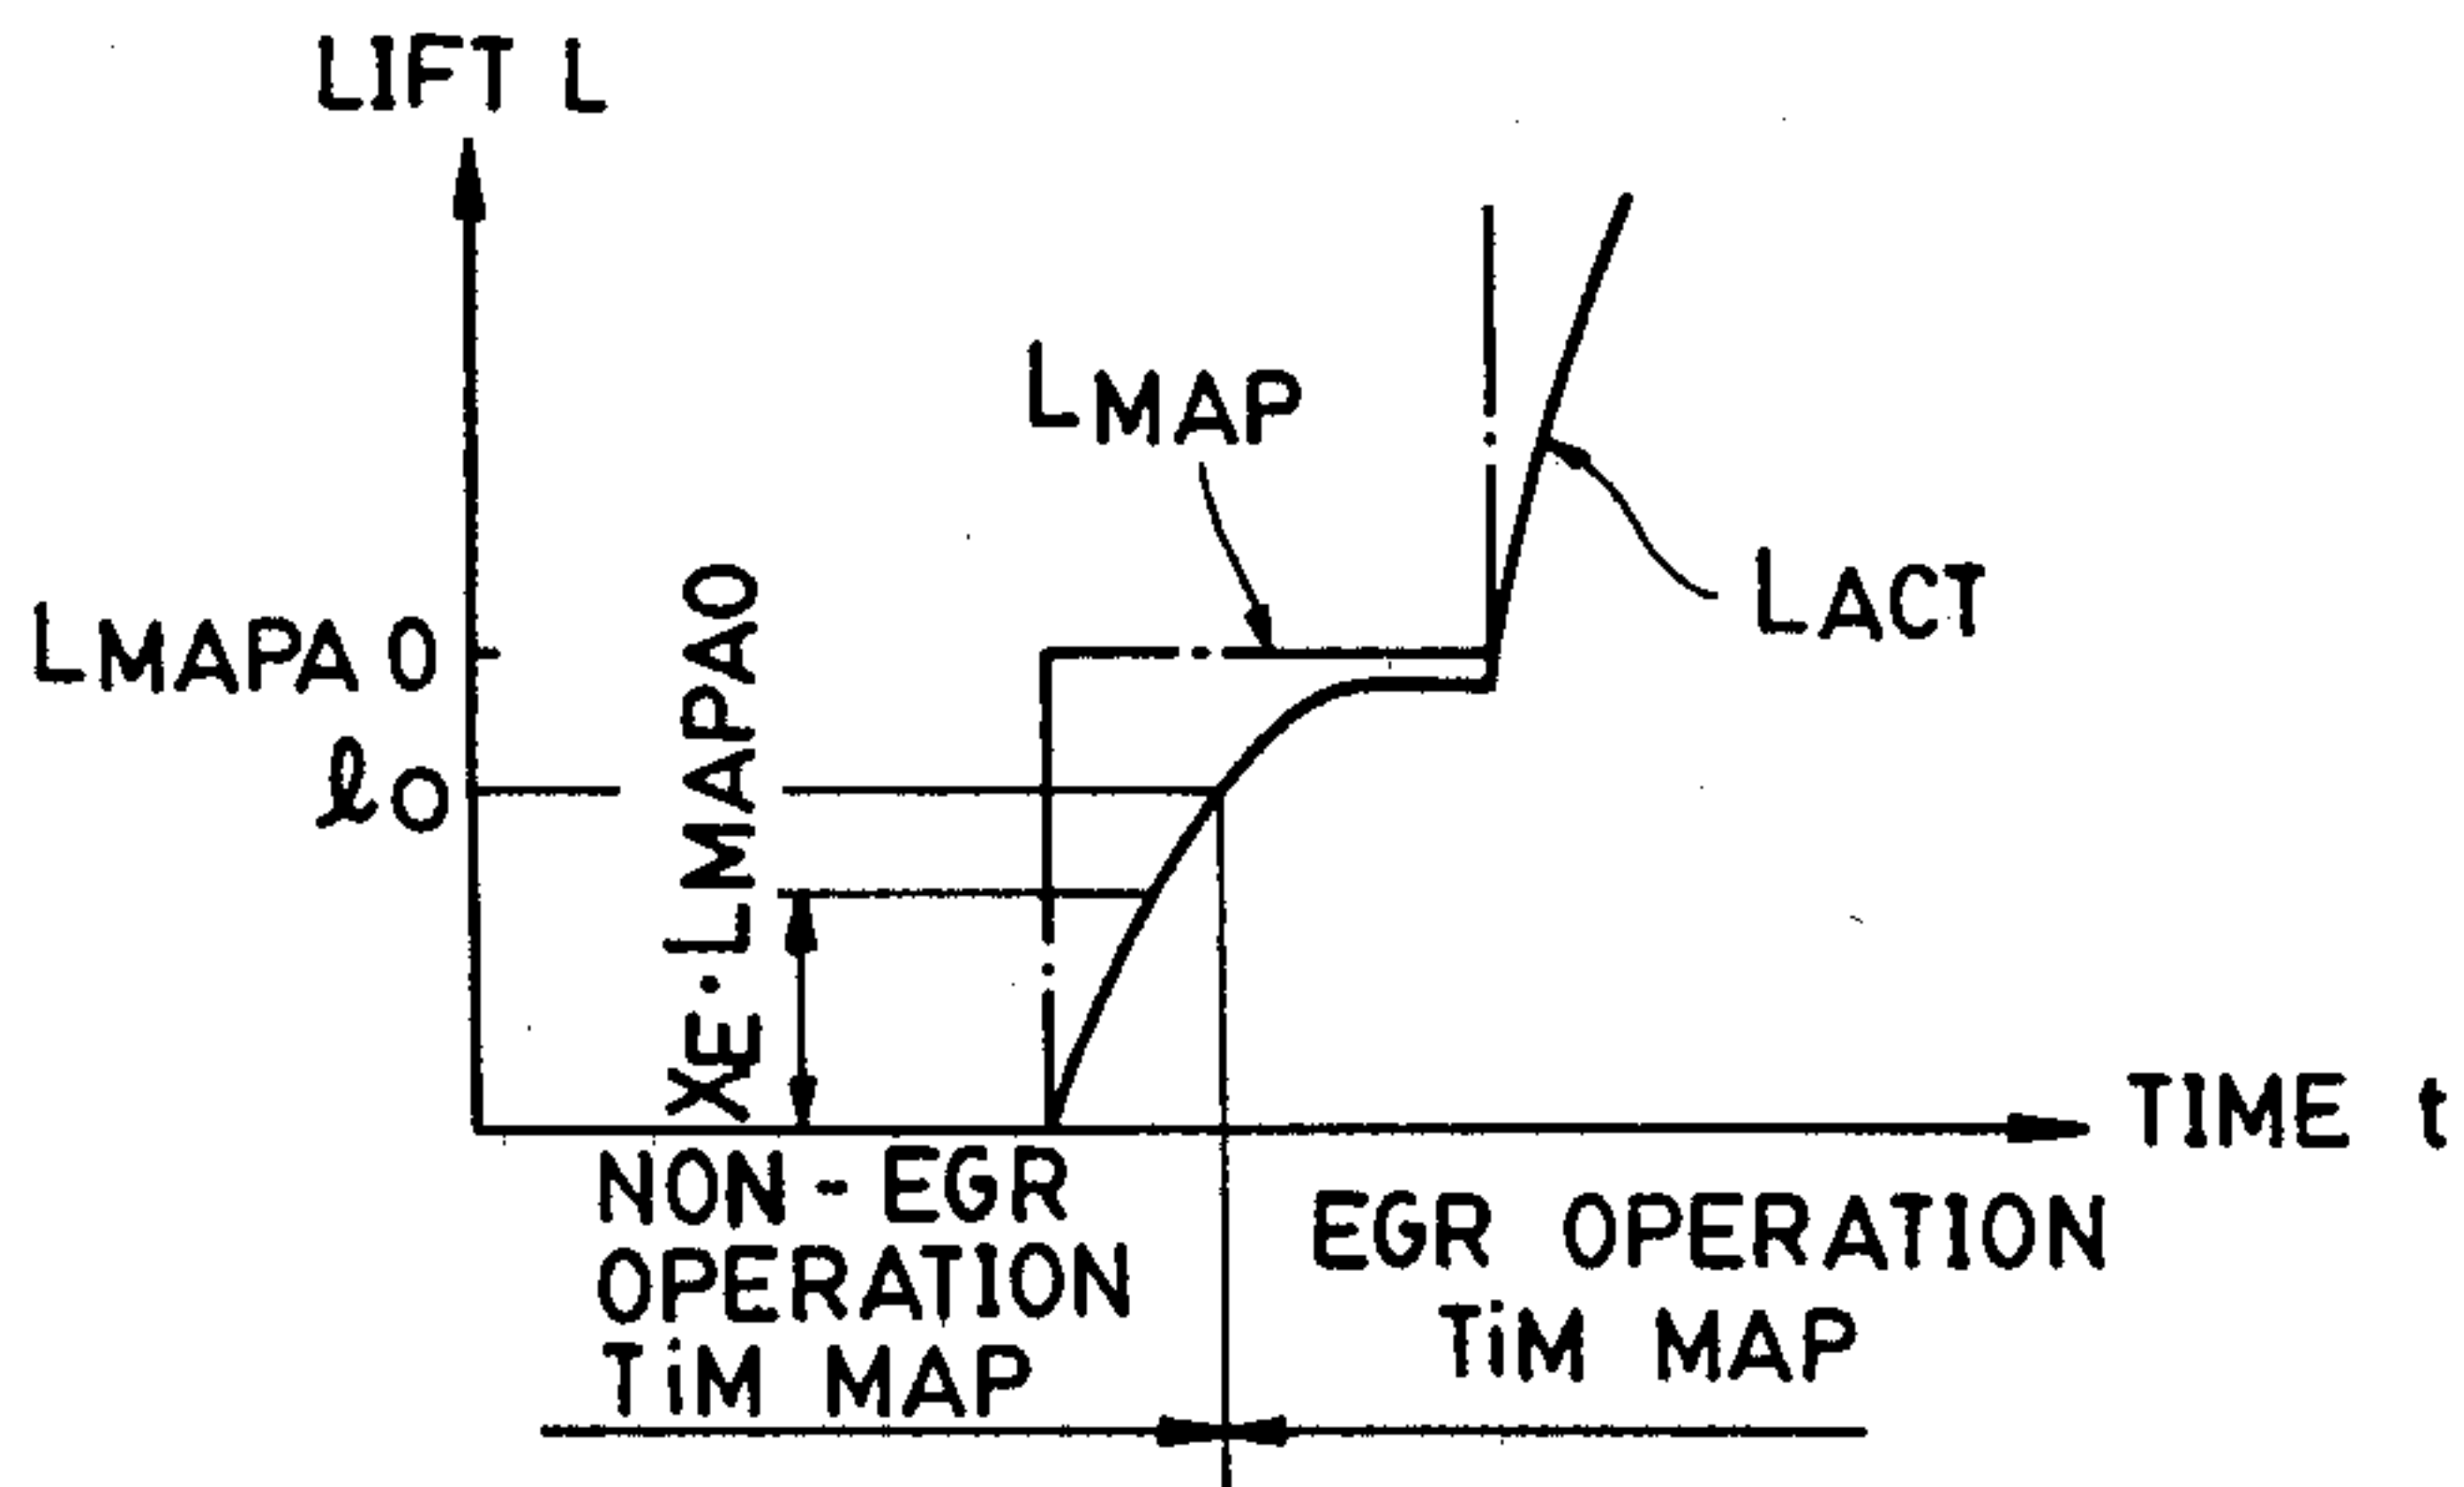 LIFT L
LMAP
LACT
LMAPA 0
ℓ0
XE·LMAPA0
TIME t
NON-EGR
OPERATION
TiM MAP
EGR OPERATION
TiM MAP